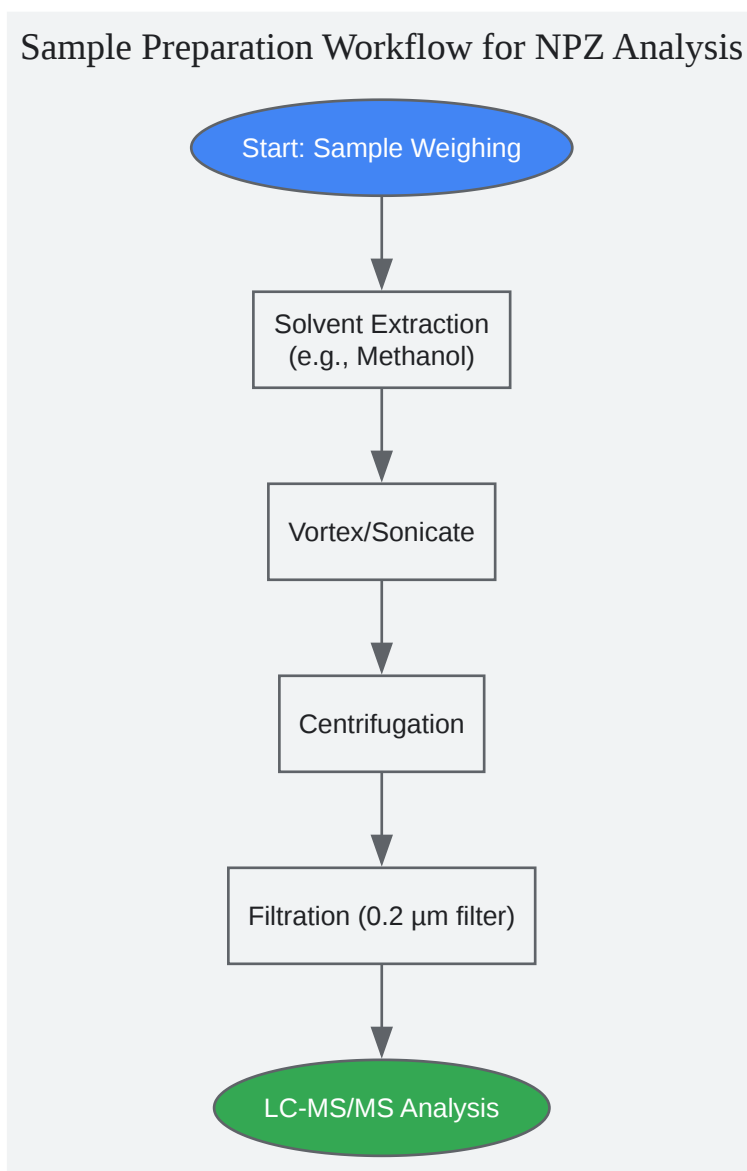 Sample Preparation Workflow for NPZ Analysis
Start: Sample Weighing
Solvent Extraction
(e.g., Methanol)
Vortex/Sonicate
Centrifugation
Filtration (0.2 µm filter)
LC-MS/MS Analysis